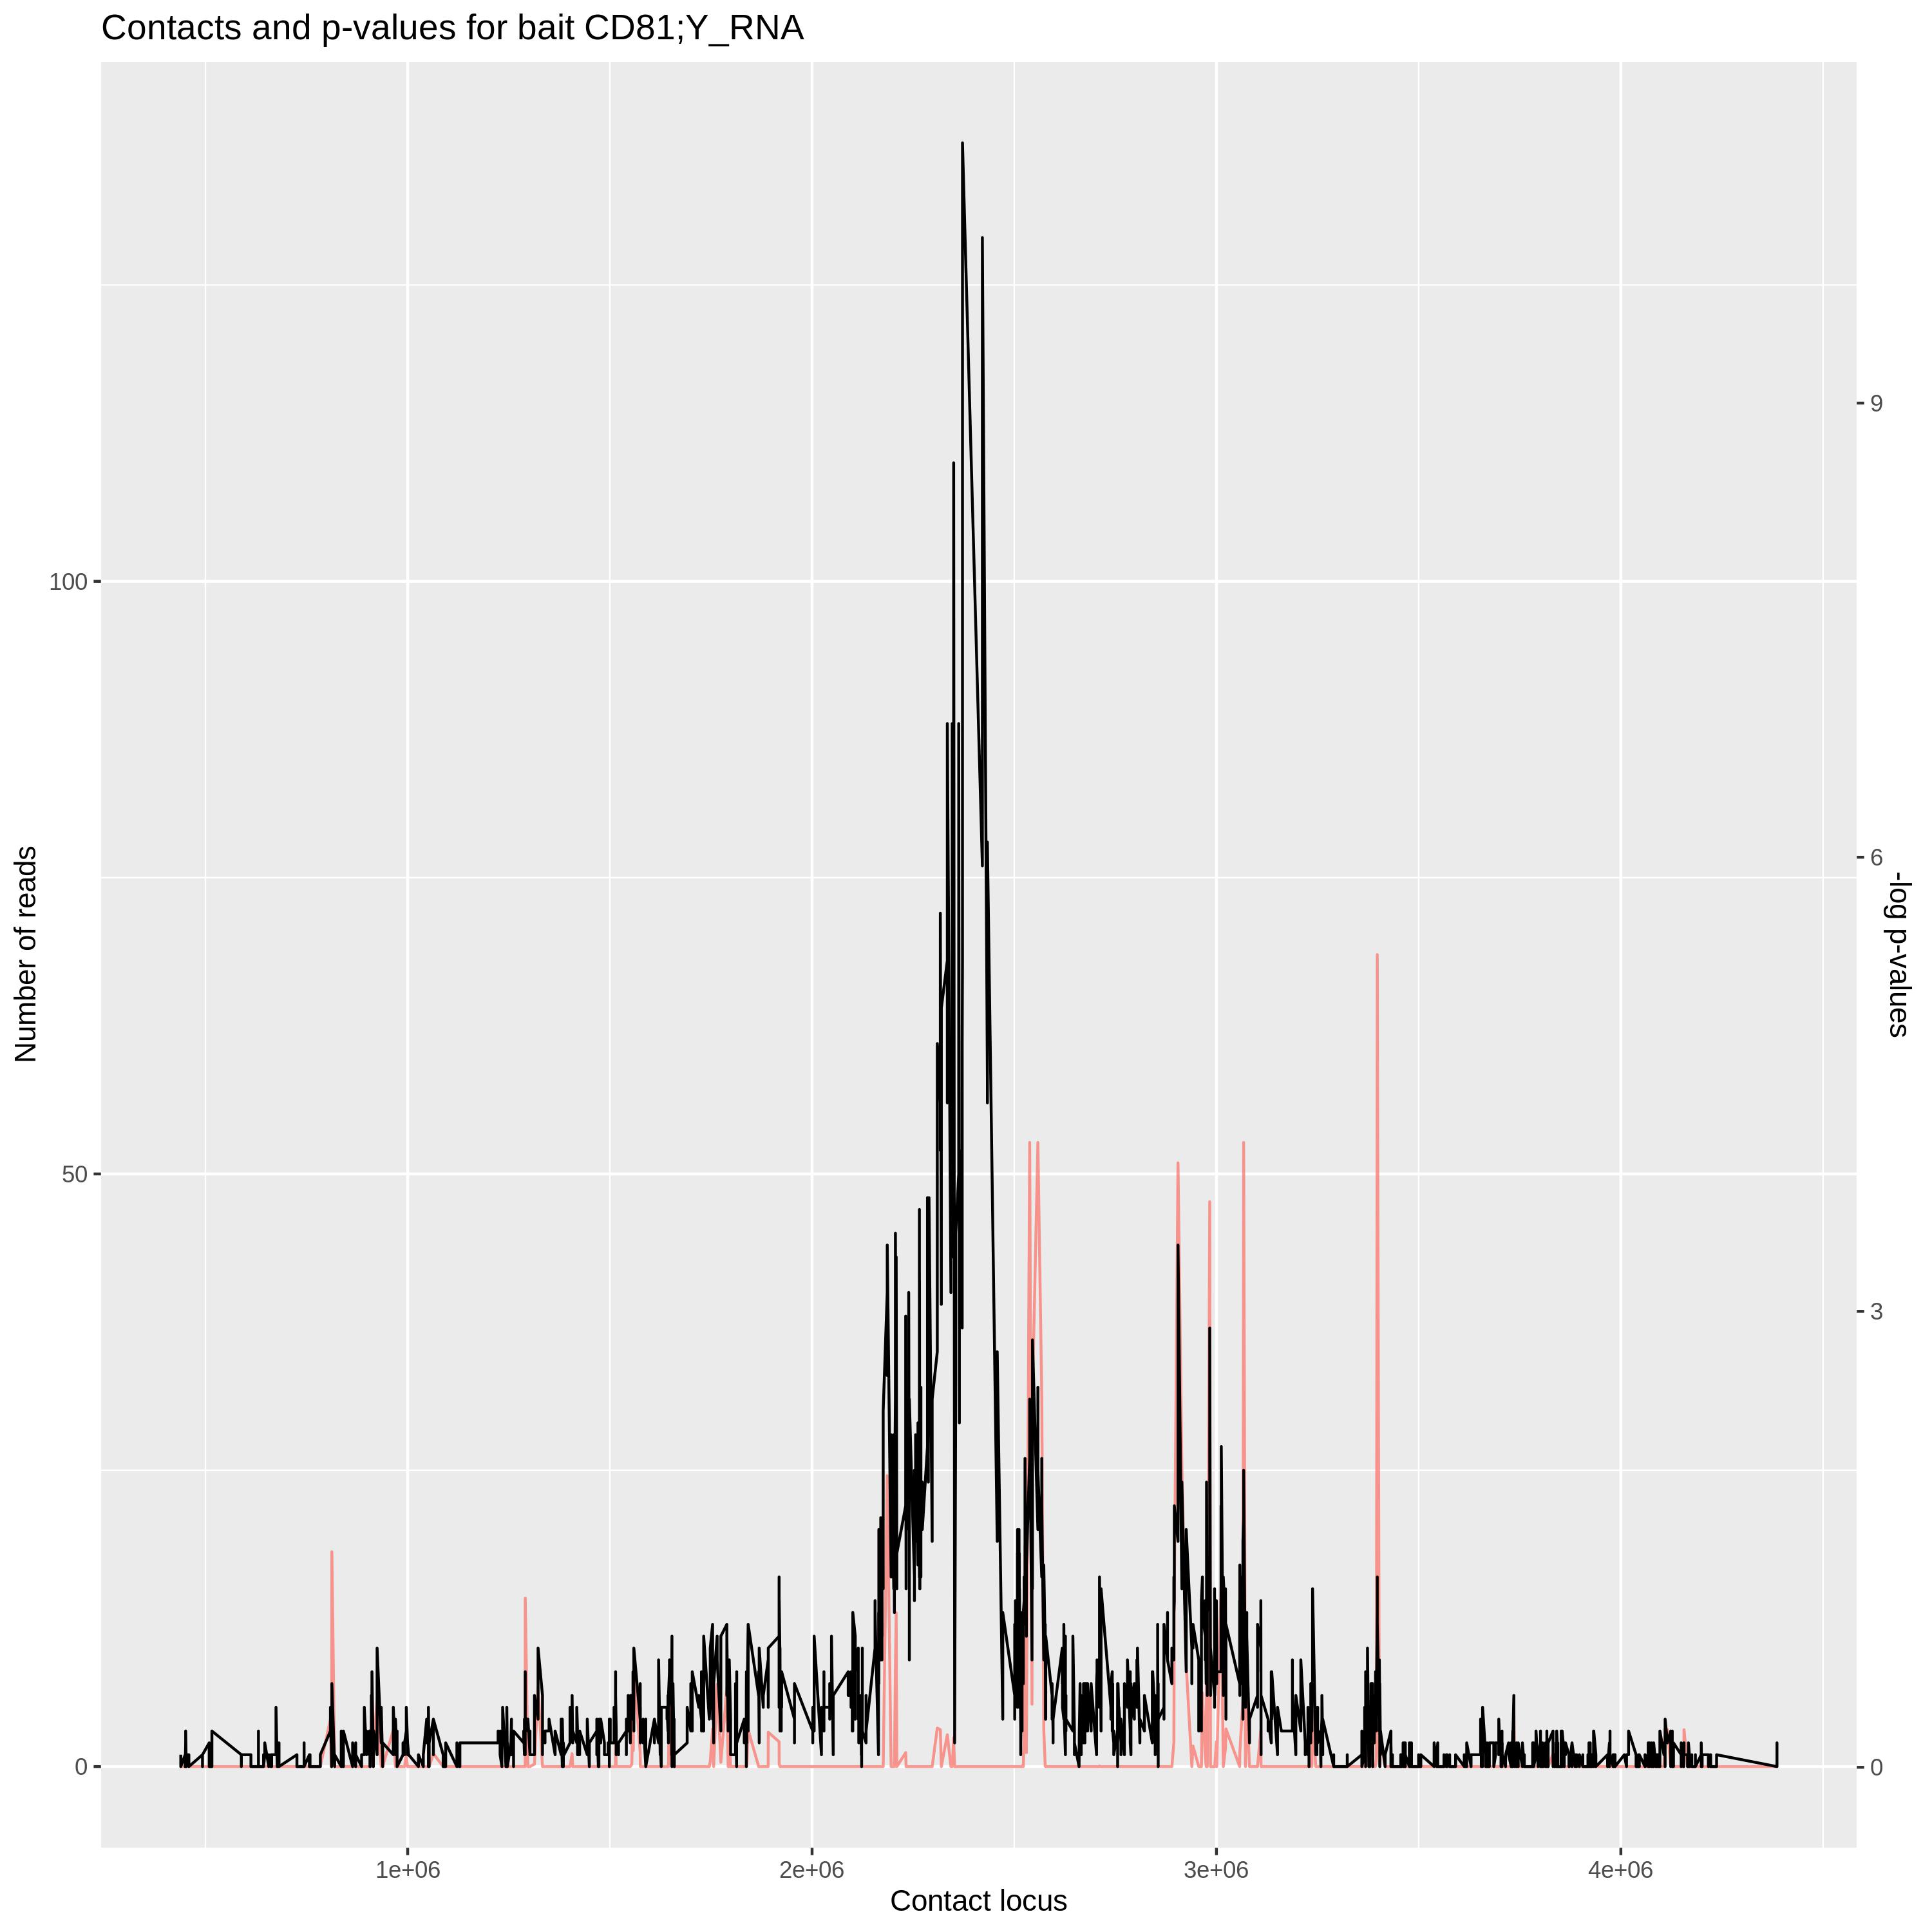 Contacts and p-values for bait CD81;Y_RNA
100
50
0
Number of reads
9
6
3
0
-log p-values
1e+06
2e+06
3e+06
4e+06
Contact locus